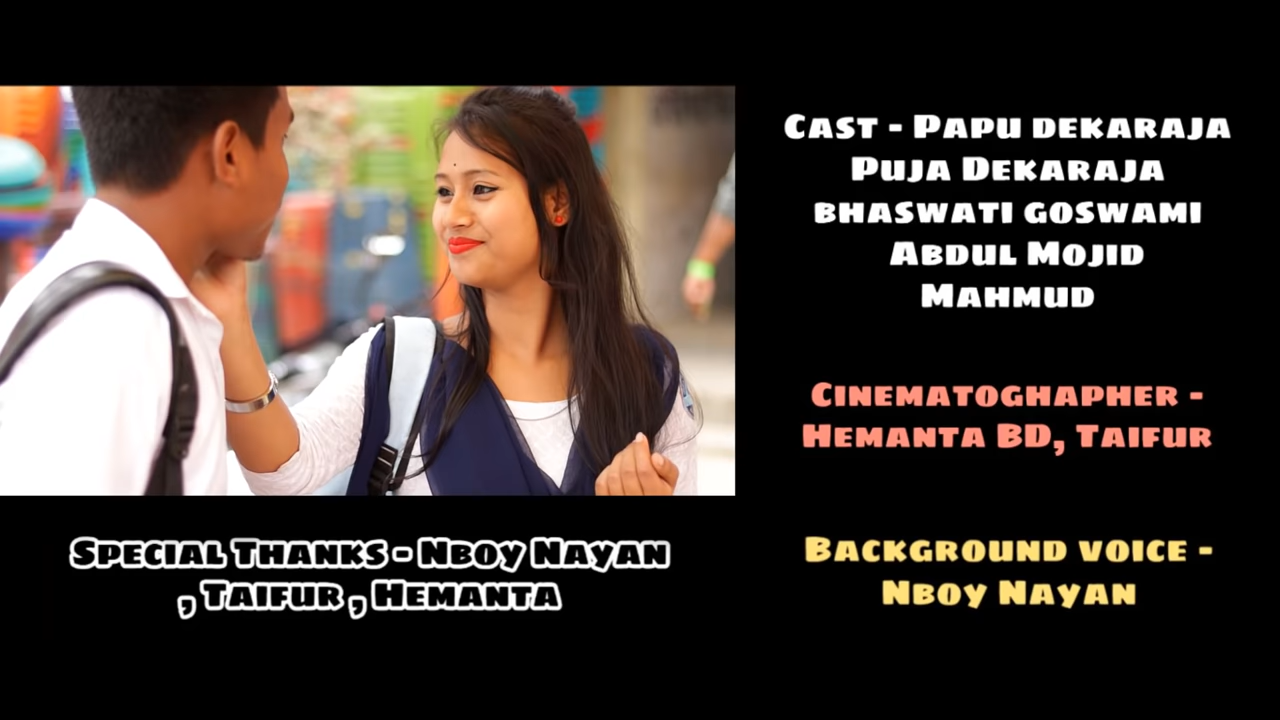 Cast - Papu dekaraja
Puja Dekaraja
bhaswati goswami
Abdul Mojid
Mahmud
Cinematoghapher -
Hemanta BD, Taifur
Background voice -
Nboy Nayan
Special Thanks - Nboy Nayan
, Taifur , Hemanta